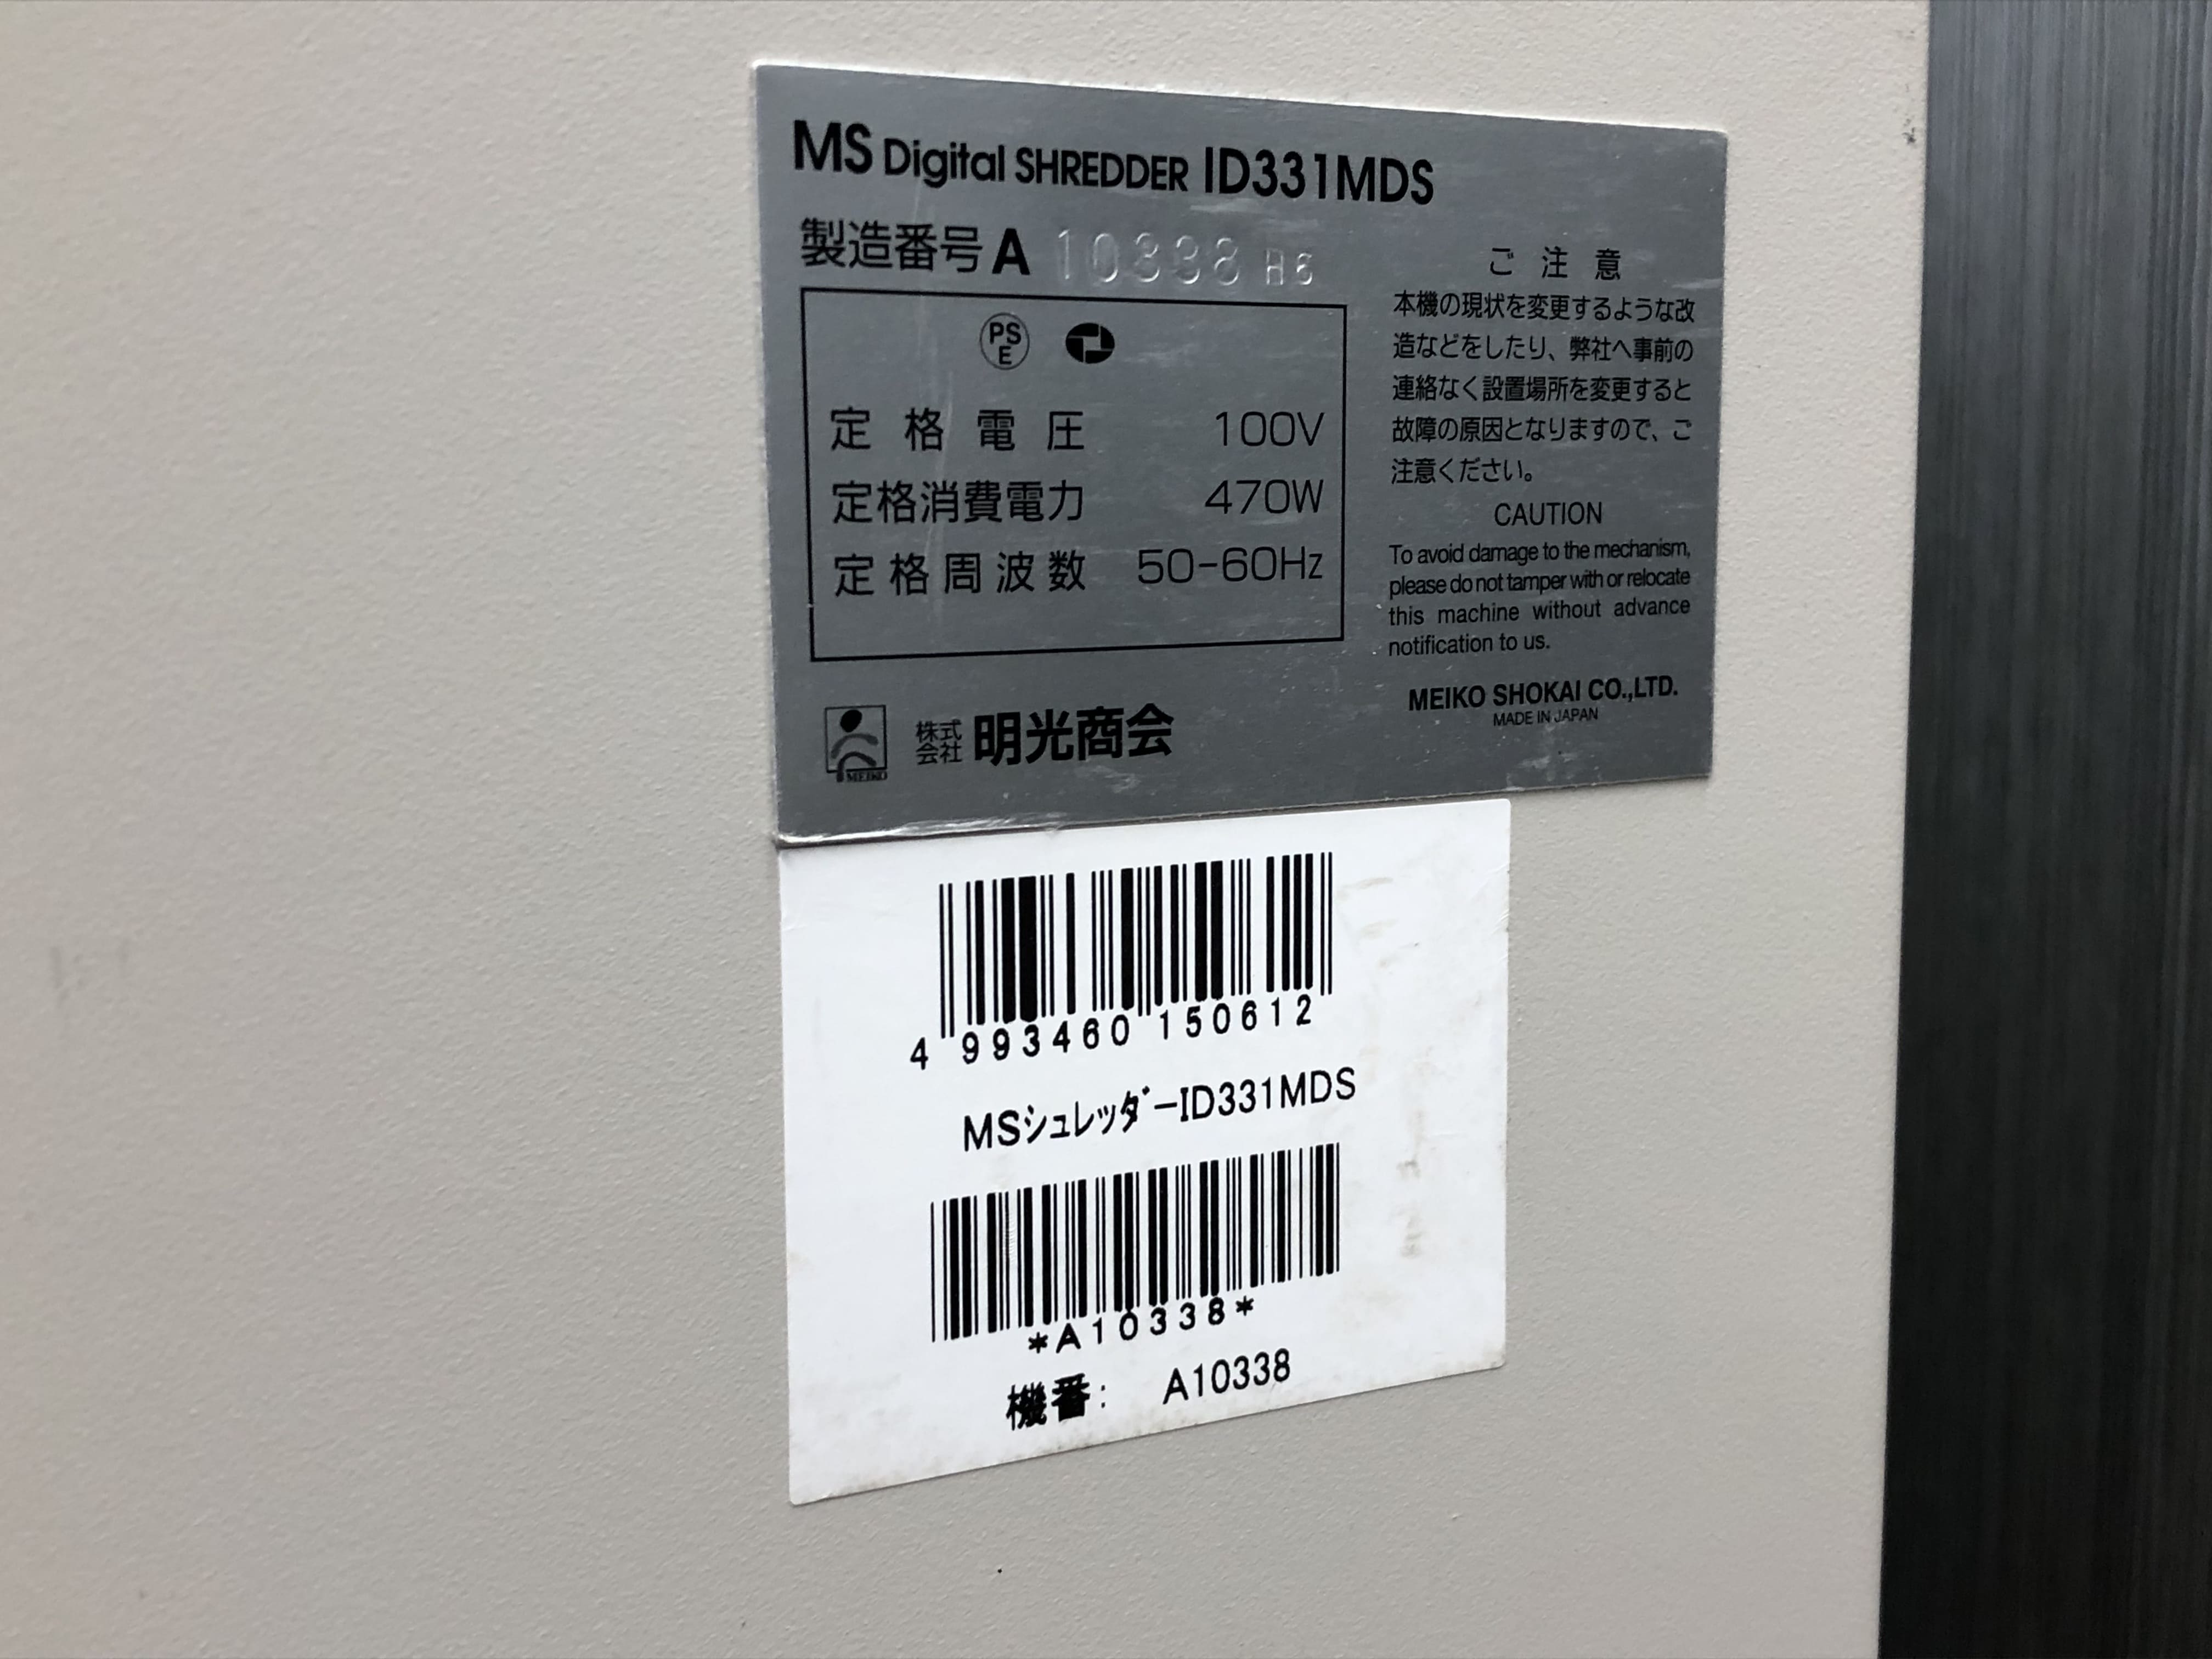 MS Digital SHREDDER ID331MDS
製造番号 A 10338 H6
PS
E
定格電圧 100V
定格消費電力 470W
定格周波数 50-60Hz
MEIKO
株式
会社
明光商会
ご注意
本機の現状を変更するような改
造などをしたり、弊社へ事前の
連絡なく設置場所を変更すると
故障の原因となりますので、ご
注意ください。
CAUTION
To avoid damage to the mechanism,
please do not tamper with or relocate
this machine without advance
notification to us.
MEIKO SHOKAI CO.,LTD.
MADE IN JAPAN
4 993460 150612
MSシュレッダーID331MDS
*A10338*
機番: A10338